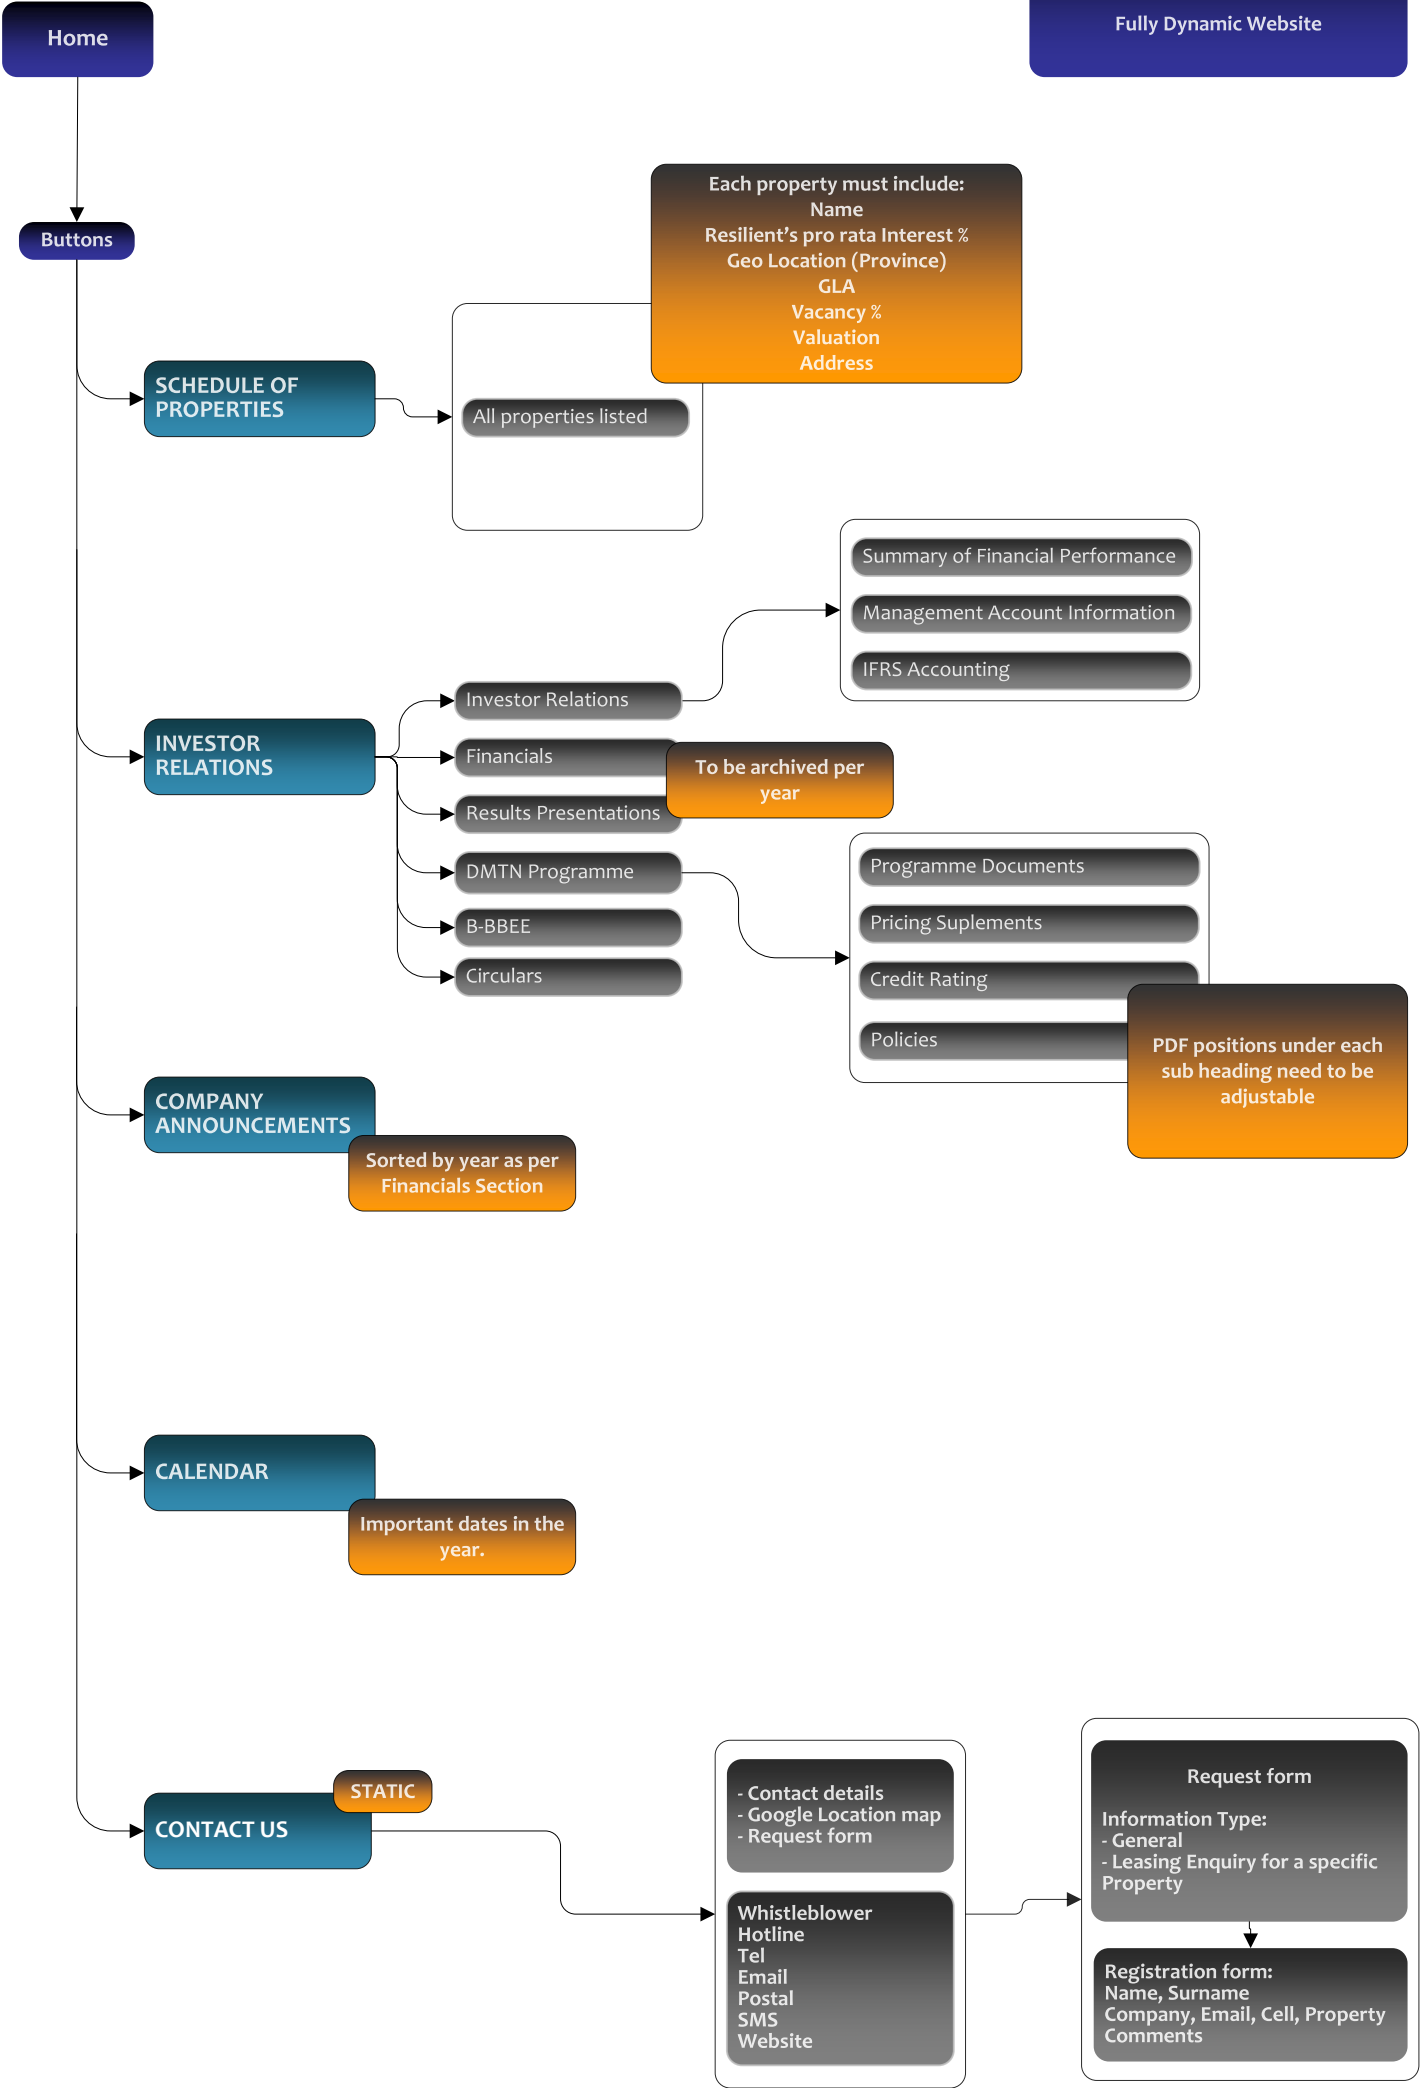 Home
Fully Dynamic Website
Buttons
Each property must include:
Name
Resilient’s pro rata Interest %
Geo Location (Province)
GLA
Vacancy %
Valuation
Address
SCHEDULE OF
PROPERTIES
All properties listed
Summary of Financial Performance
Management Account Information
IFRS Accounting
INVESTOR
RELATIONS
Investor Relations
Financials
To be archived per
year
Results Presentations
DMTN Programme
B-BBEE
Circulars
Programme Documents
Pricing Suplements
Credit Rating
Policies
PDF positions under each
sub heading need to be
adjustable
COMPANY
ANNOUNCEMENTS
Sorted by year as per
Financials Section
CALENDAR
Important dates in the
year.
STATIC
CONTACT US
- Contact details
- Google Location map
- Request form
Whistleblower
Hotline
Tel
Email
Postal
SMS
Website
Request form
Information Type:
- General
- Leasing Enquiry for a specific
Property
Registration form:
Name, Surname
Company, Email, Cell, Property
Comments